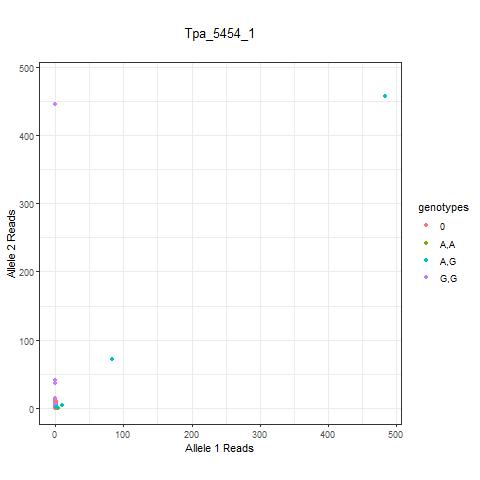 Tpa_5454_1
500
400
300
200
100
0
Allele 2 Reads
0 100 200 300 400 500
Allele 1 Reads
genotypes
0
A,A
A,G
G,G